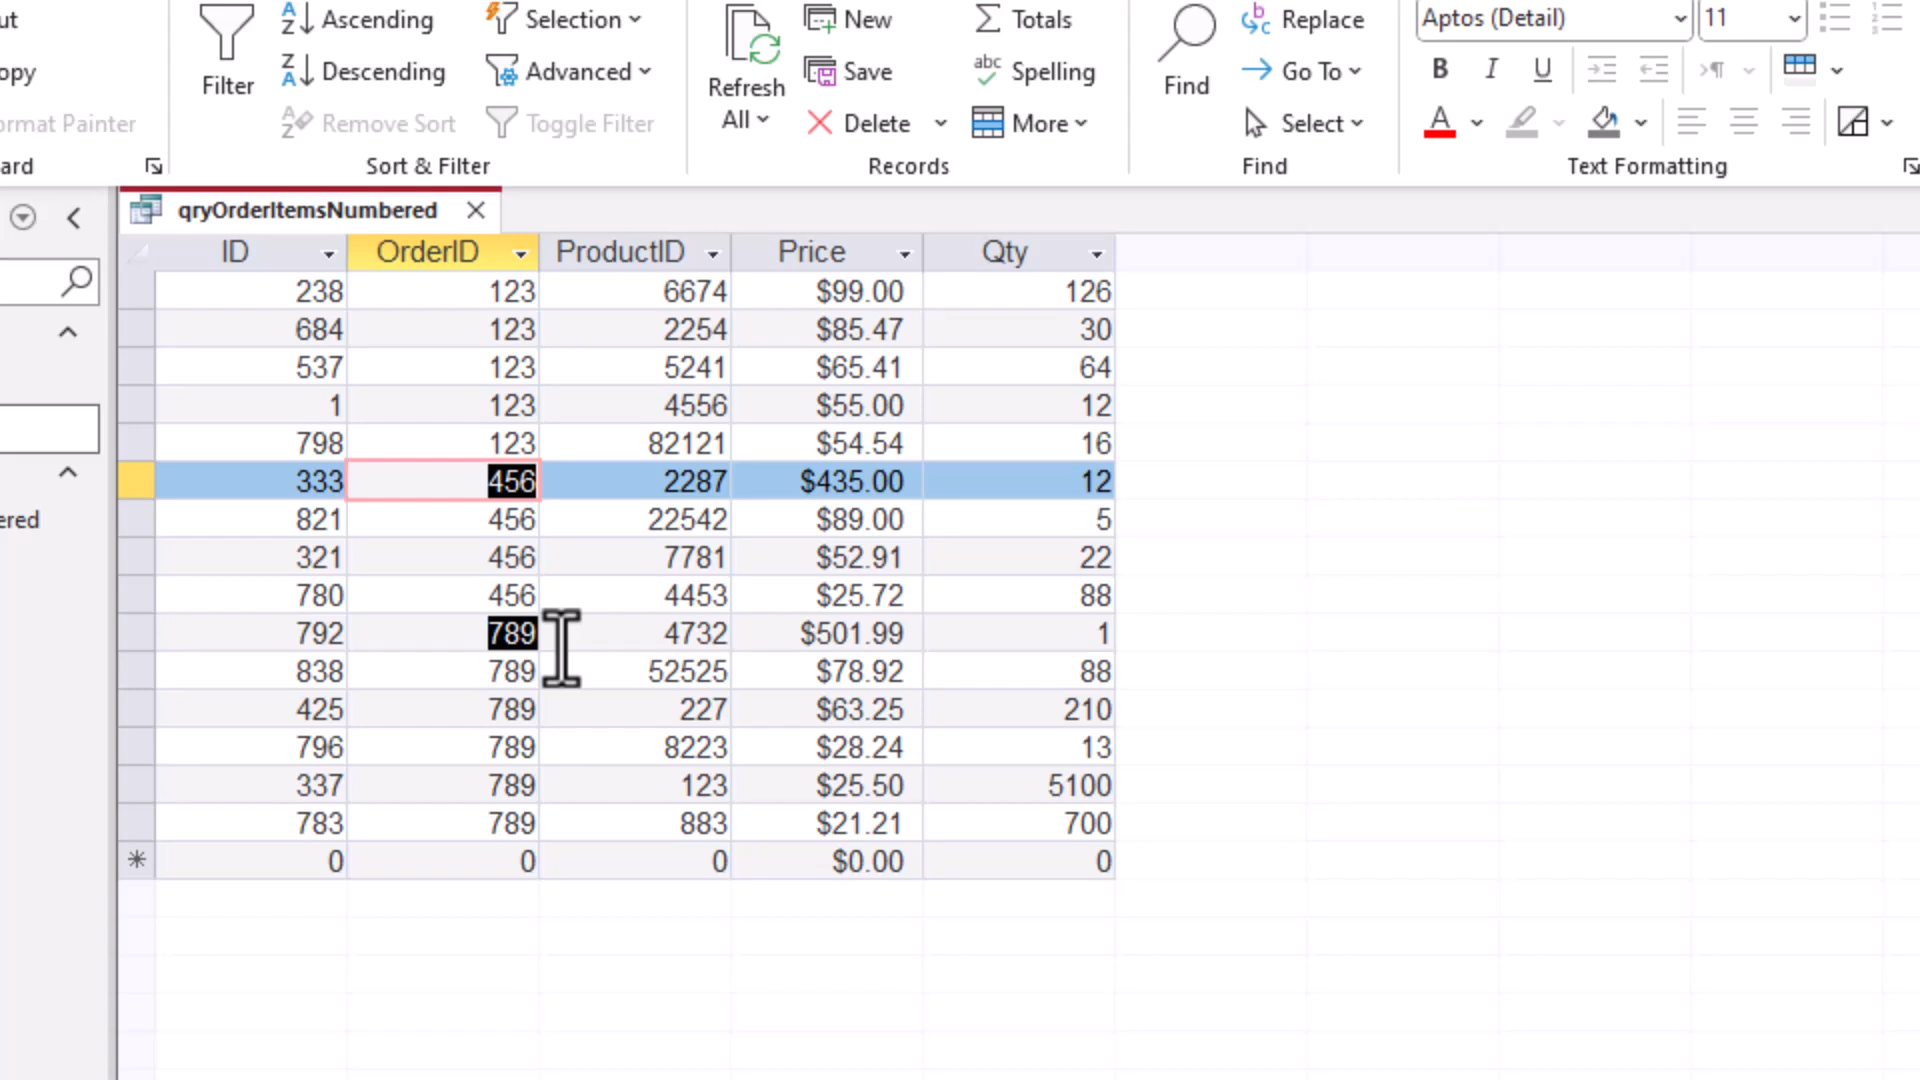 ut
Ascending
Selection
New
Totals
Replace
Aptos (Detail)
11
opy
Filter
Descending
Advanced
Refresh
All
Save
Spelling
Find
Go To
B I U
ormat Painter
Remove Sort
Toggle Filter
Delete
More
Select
A
ard
Sort & Filter
Records
Find
Text Formatting
qryOrderItemsNumbered
ID OrderID ProductID Price Qty
238 123 6674 $99.00 126
684 123 2254 $85.47 30
537 123 5241 $65.41 64
1 123 4556 $55.00 12
798 123 82121 $54.54 16
333 456 2287 $435.00 12
821 456 22542 $89.00 5
ered
321 456 7781 $52.91 22
780 456 4453 $25.72 88
792 789 4732 $501.99 1
838 789 52525 $78.92 88
425 789 227 $63.25 210
796 789 8223 $28.24 13
337 789 123 $25.50 5100
783 789 883 $21.21 700
* 0 0 0 $0.00 0